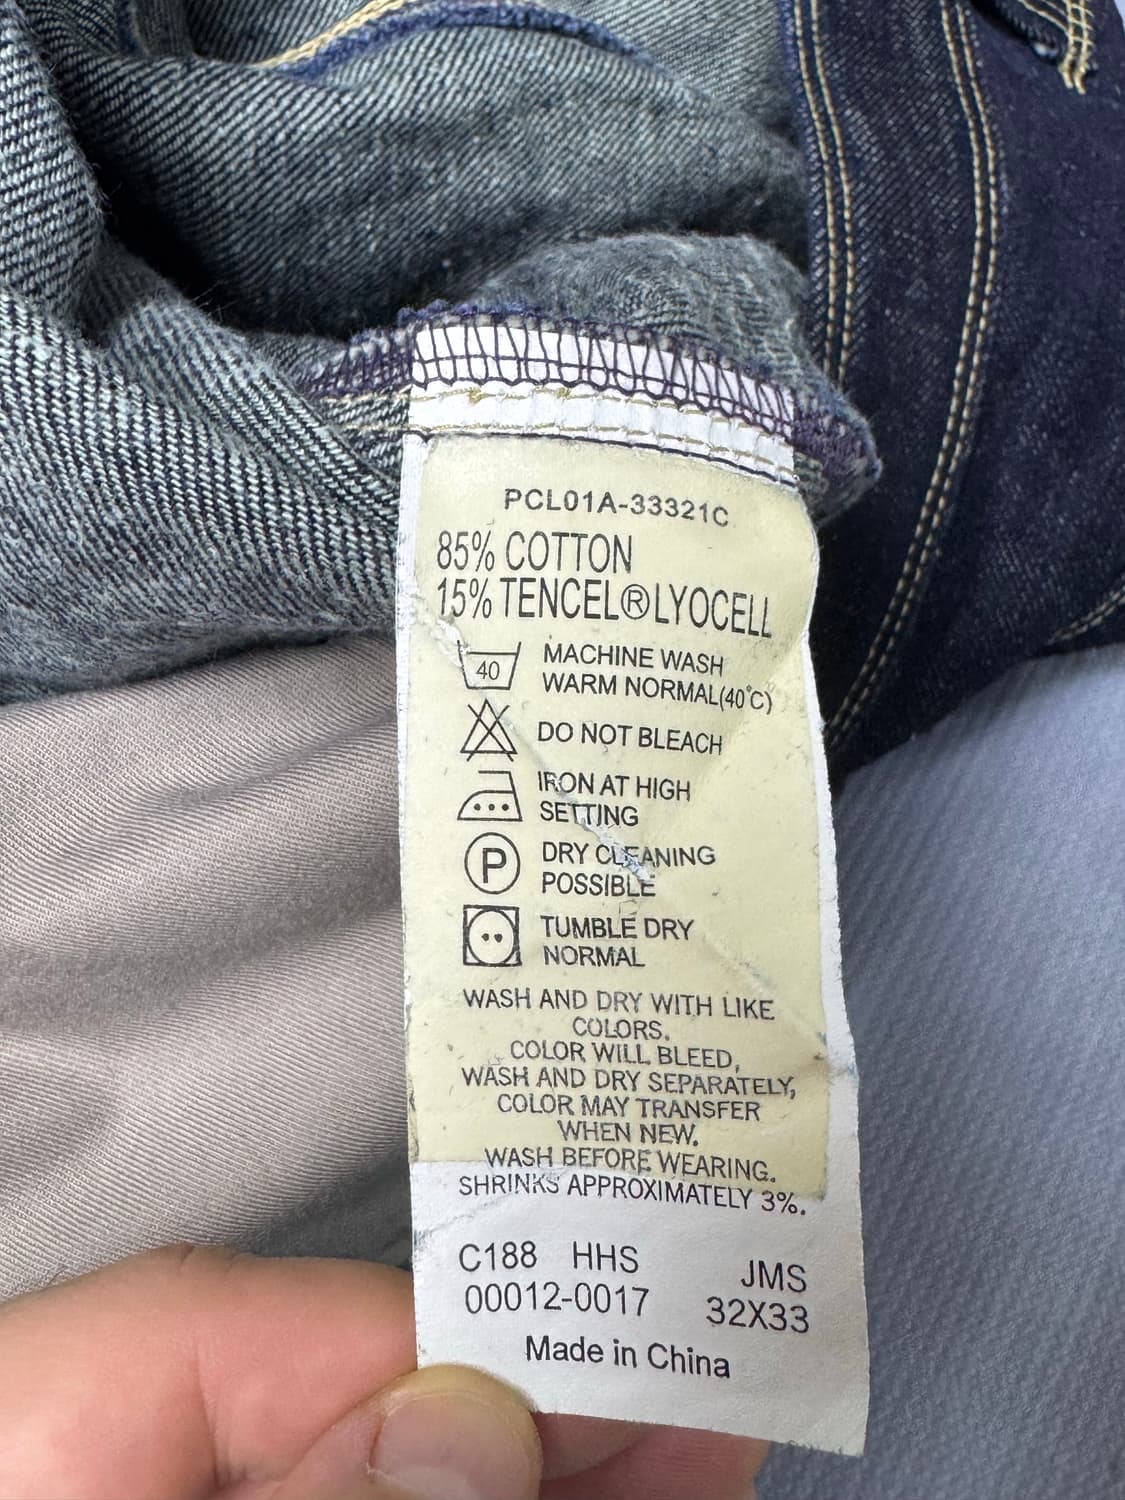 PCL01A-33321C
85% COTTON
15% TENCEL®LYOCELL
40
MACHINE WASH
WARM NORMAL(40°C)
DO NOT BLEACH
IRON AT HIGH
SETTING
P
DRY CLEANING
POSSIBLE
TUMBLE DRY
NORMAL
WASH AND DRY WITH LIKE
COLORS.
COLOR WILL BLEED,
WASH AND DRY SEPARATELY,
COLOR MAY TRANSFER
WHEN NEW.
WASH BEFORE WEARING.
SHRINKS APPROXIMATELY 3%.
C188 HHS JMS
00012-0017 32X33
Made in China